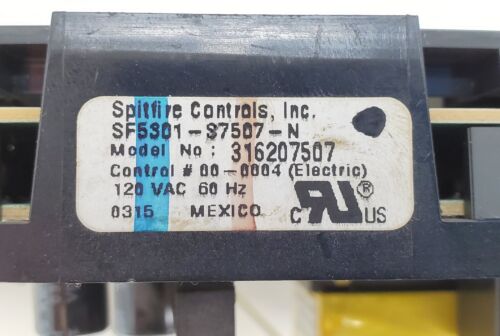 Spitfire Controls, Inc.
SF5301-S7507-N
Model No: 316207507
Control # 00-0004 (Electric)
120 VAC 60 Hz
0315 MEXICO
C RU ® US